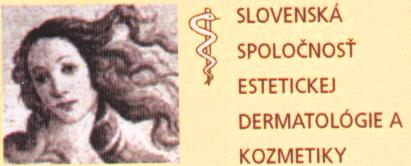 SLOVENSKÁ
SPOLOČNOSŤ
ESTETICKEJ
DERMATOLÓGIE A
KOZMETIKY